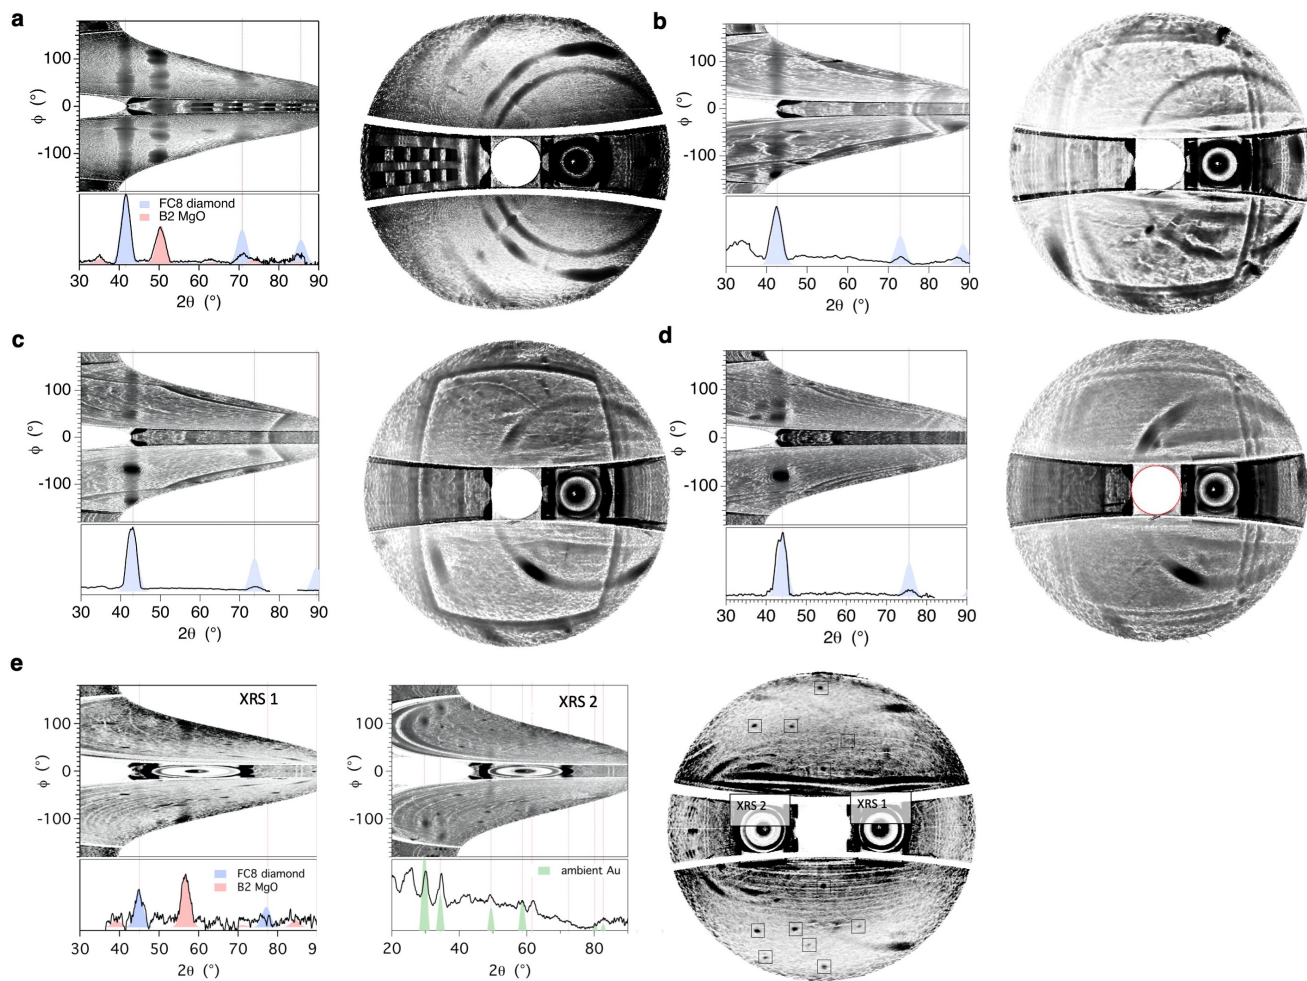 a
100
0
-100
ϕ (°)
FC8 diamond
B2 MgO
30 40 50 60 70 80 90
2θ (°)
b
100
0
-100
ϕ (°)
30 40 50 60 70 80 90
2θ (°)
c
100
0
-100
ϕ (°)
30 40 50 60 70 80 90
2θ (°)
d
100
0
-100
ϕ (°)
30 40 50 60 70 80 90
2θ (°)
e
XRS 1
100
0
-100
ϕ (°)
FC8 diamond
B2 MgO
30 40 50 60 70 80 9
2θ (°)
XRS 2
100
0
-100
ϕ (°)
ambient Au
20 40 60 80
2θ (°)
XRS 2
XRS 1